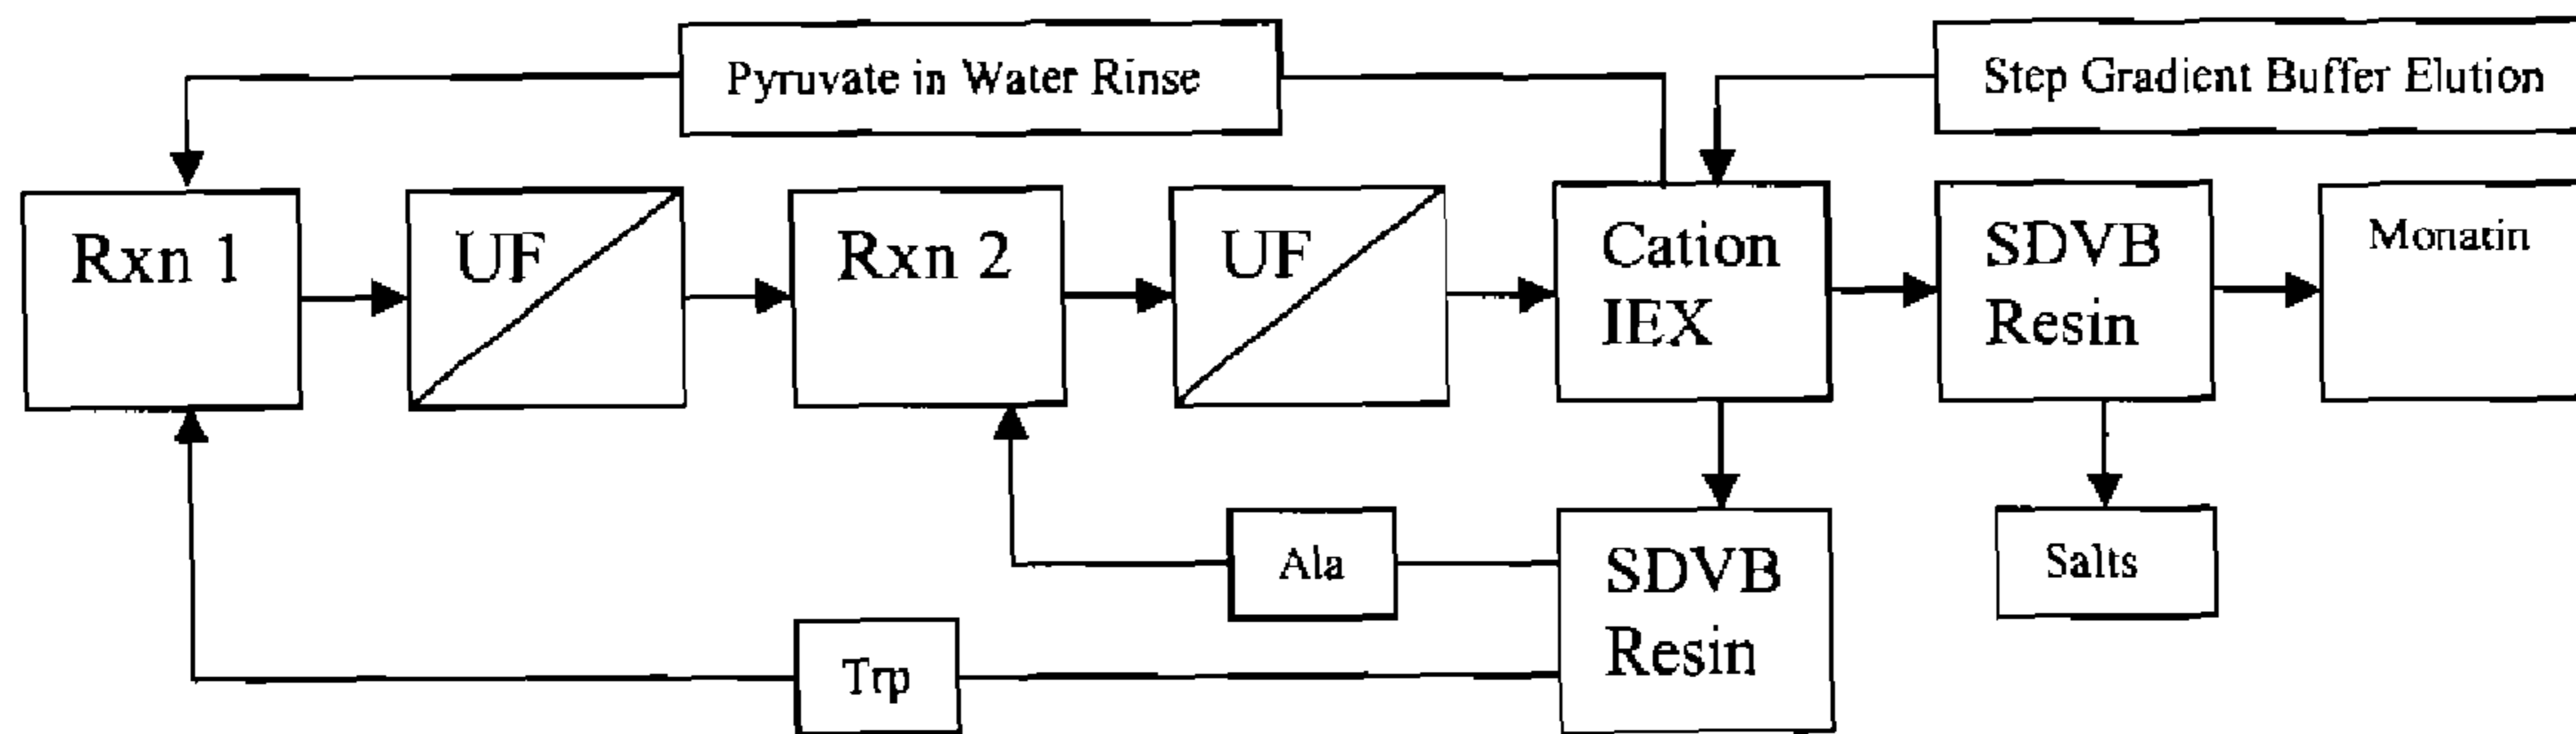 Pyruvate in Water Rinse
Step Gradient Buffer Elution
Rxn 1
UF
Rxn 2
UF
Cation
IEX
SDVB
Resin
Monatin
Ala
SDVB
Resin
Salts
Trp